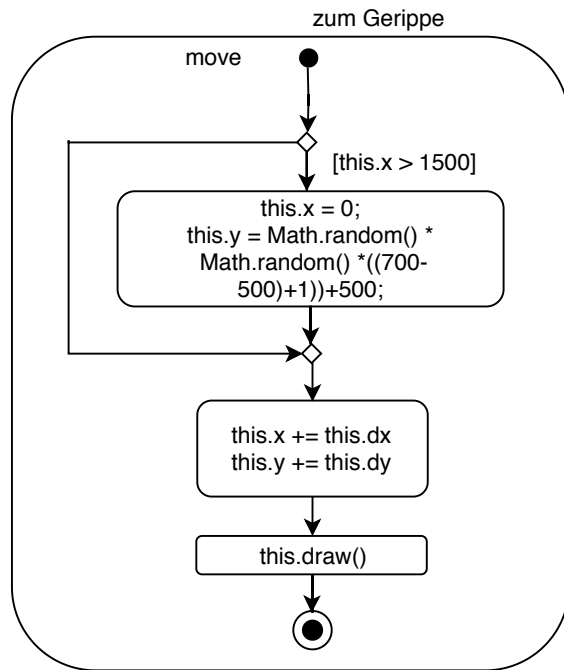 zum Gerippe
move
[this.x > 1500]
this.x = 0;
this.y = Math.random() *
Math.random() *((700-
500)+1))+500;
this.x += this.dx
this.y += this.dy
this.draw()